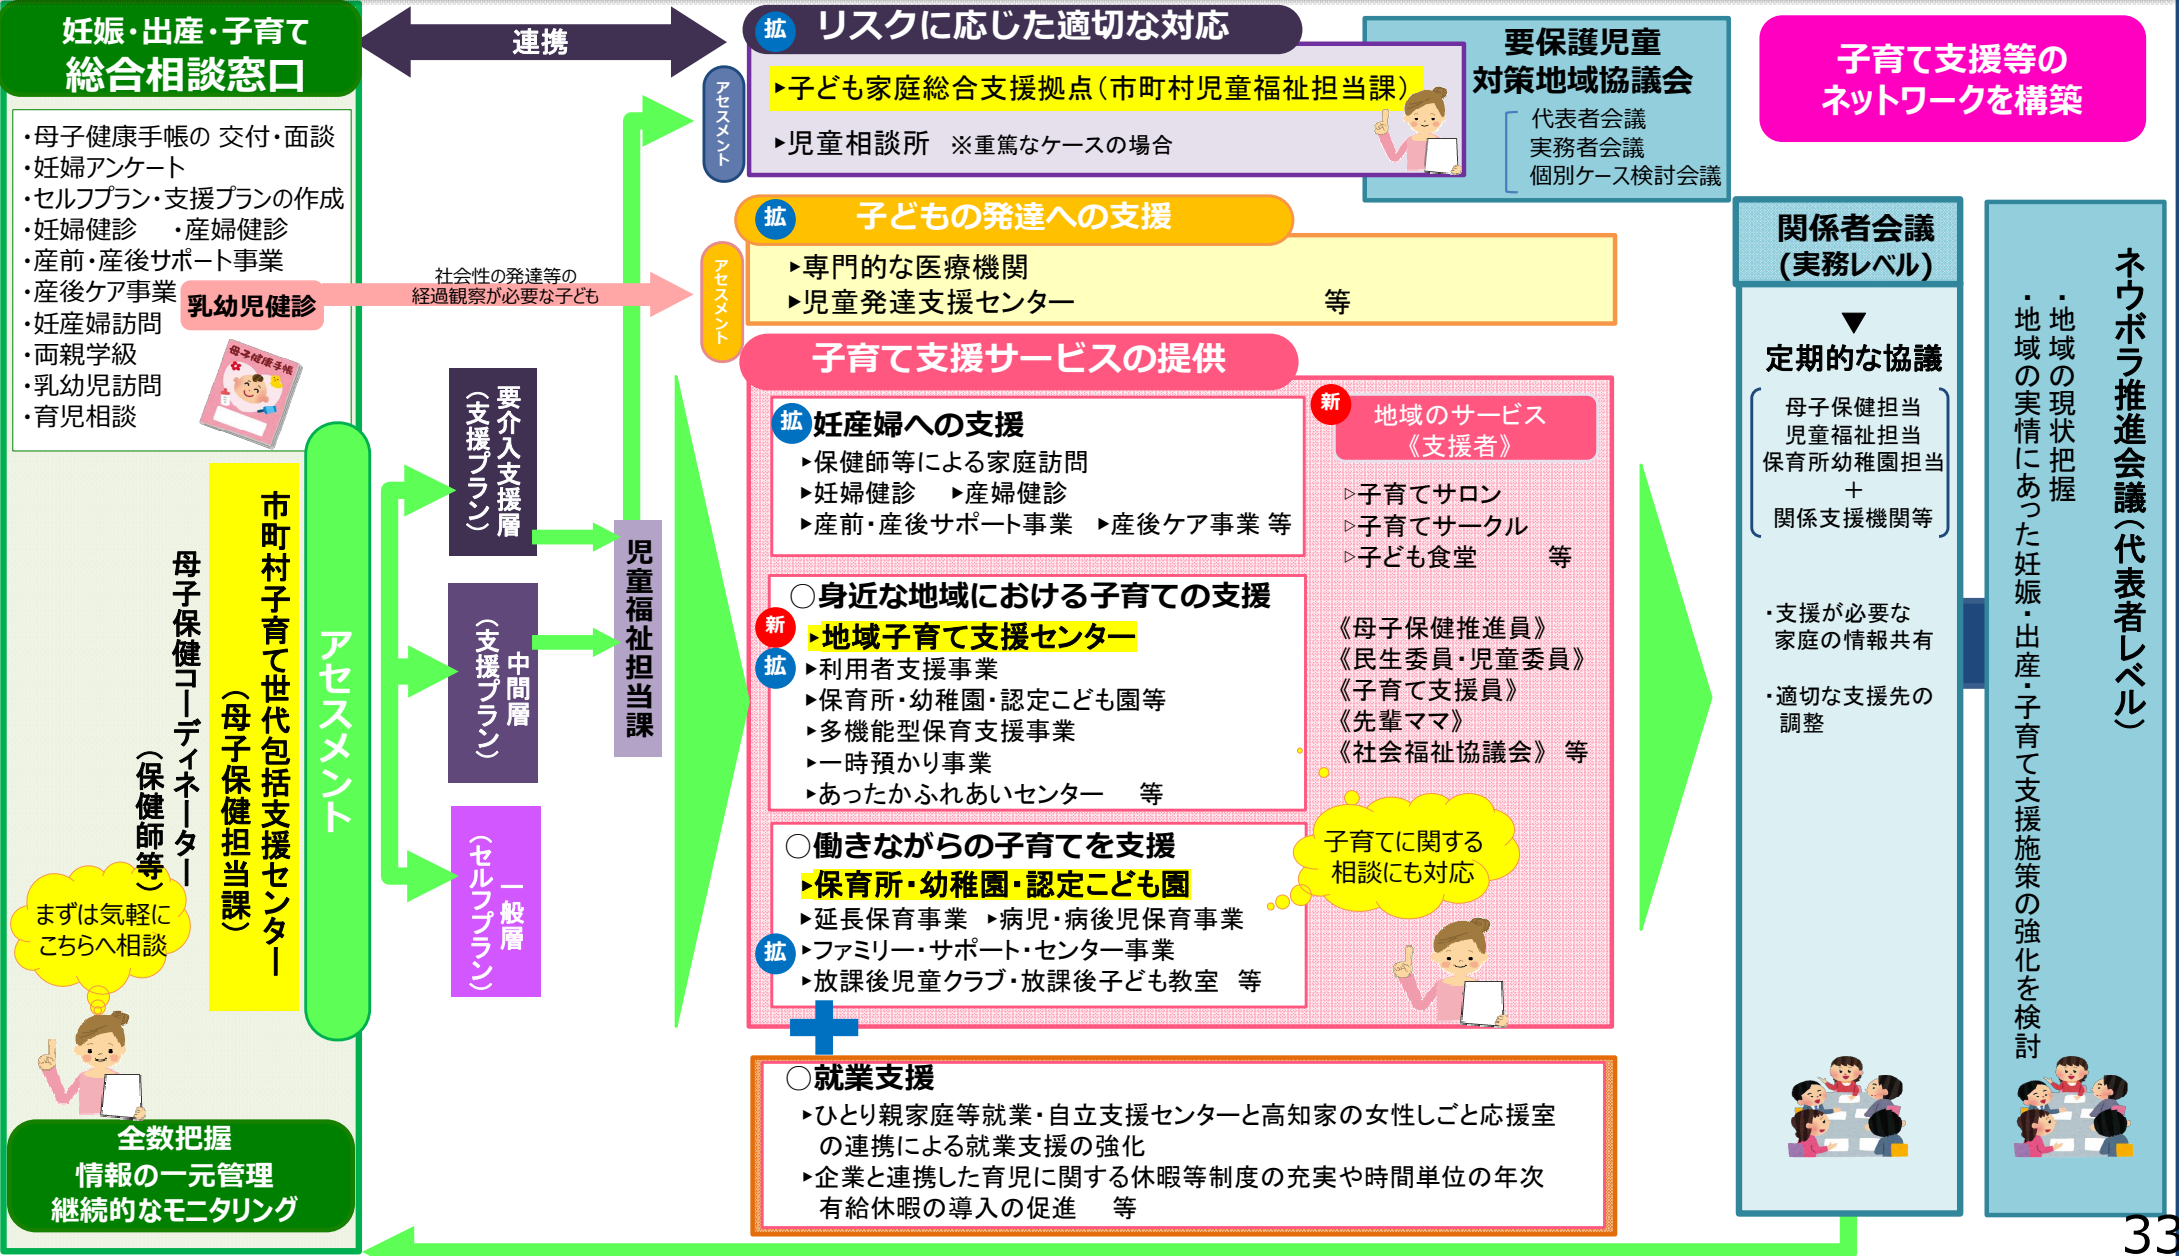 妊娠・出産・子育て
総合相談窓口
・母子健康手帳の 交付・面談
・妊婦アンケート
・セルフプラン・支援プランの作成
・妊婦健診　・産婦健診
・産前・産後サポート事業
・産後ケア事業
・妊産婦訪問
・両親学級
・乳幼児訪問
・育児相談
乳幼児健診
母子健康手帳
市町村子育て世代包括支援センター
（母子保健担当課）
母子保健コーディネーター
（保健師等）
まずは気軽に
こちらへ相談
アセスメント
全数把握
情報の一元管理
継続的なモニタリング
連携
社会性の発達等の
経過観察が必要な子ども
要介入支援層
（支援プラン）
中間層
（支援プラン）
一般層
（セルフプラン）
児童福祉担当課
拡 リスクに応じた適切な対応
アセスメント
▸子ども家庭総合支援拠点（市町村児童福祉担当課）
▸児童相談所　※重篤なケースの場合
要保護児童
対策地域協議会
代表者会議
実務者会議
個別ケース検討会議
拡 子どもの発達への支援
アセスメント
▸専門的な医療機関
▸児童発達支援センター　等
子育て支援サービスの提供
拡 妊産婦への支援
▸保健師等による家庭訪問
▸妊婦健診　▸産婦健診
▸産前・産後サポート事業　▸産後ケア事業 等
○身近な地域における子育ての支援
新 ▸地域子育て支援センター
拡 ▸利用者支援事業
▸保育所・幼稚園・認定こども園等
▸多機能型保育支援事業
▸一時預かり事業
▸あったかふれあいセンター　等
○働きながらの子育てを支援
▸保育所・幼稚園・認定こども園
▸延長保育事業　▸病児・病後児保育事業
拡 ▸ファミリー・サポート・センター事業
▸放課後児童クラブ・放課後子ども教室　等
新 地域のサービス
《支援者》
▹子育てサロン
▹子育てサークル
▹子ども食堂　等
《母子保健推進員》
《民生委員・児童委員》
《子育て支援員》
《先輩ママ》
《社会福祉協議会》 等
子育てに関する
相談にも対応
○就業支援
▸ひとり親家庭等就業・自立支援センターと高知家の女性しごと応援室
の連携による就業支援の強化
▸企業と連携した育児に関する休暇等制度の充実や時間単位の年次
有給休暇の導入の促進　等
子育て支援等の
ネットワークを構築
関係者会議
(実務レベル)
▼
定期的な協議
母子保健担当
児童福祉担当
保育所幼稚園担当
＋
関係支援機関等
・支援が必要な
家庭の情報共有
・適切な支援先の
調整
ネウボラ推進会議（代表者レベル）
・地域の現状把握
・地域の実情にあった妊娠・出産・子育て支援施策の強化を検討
33